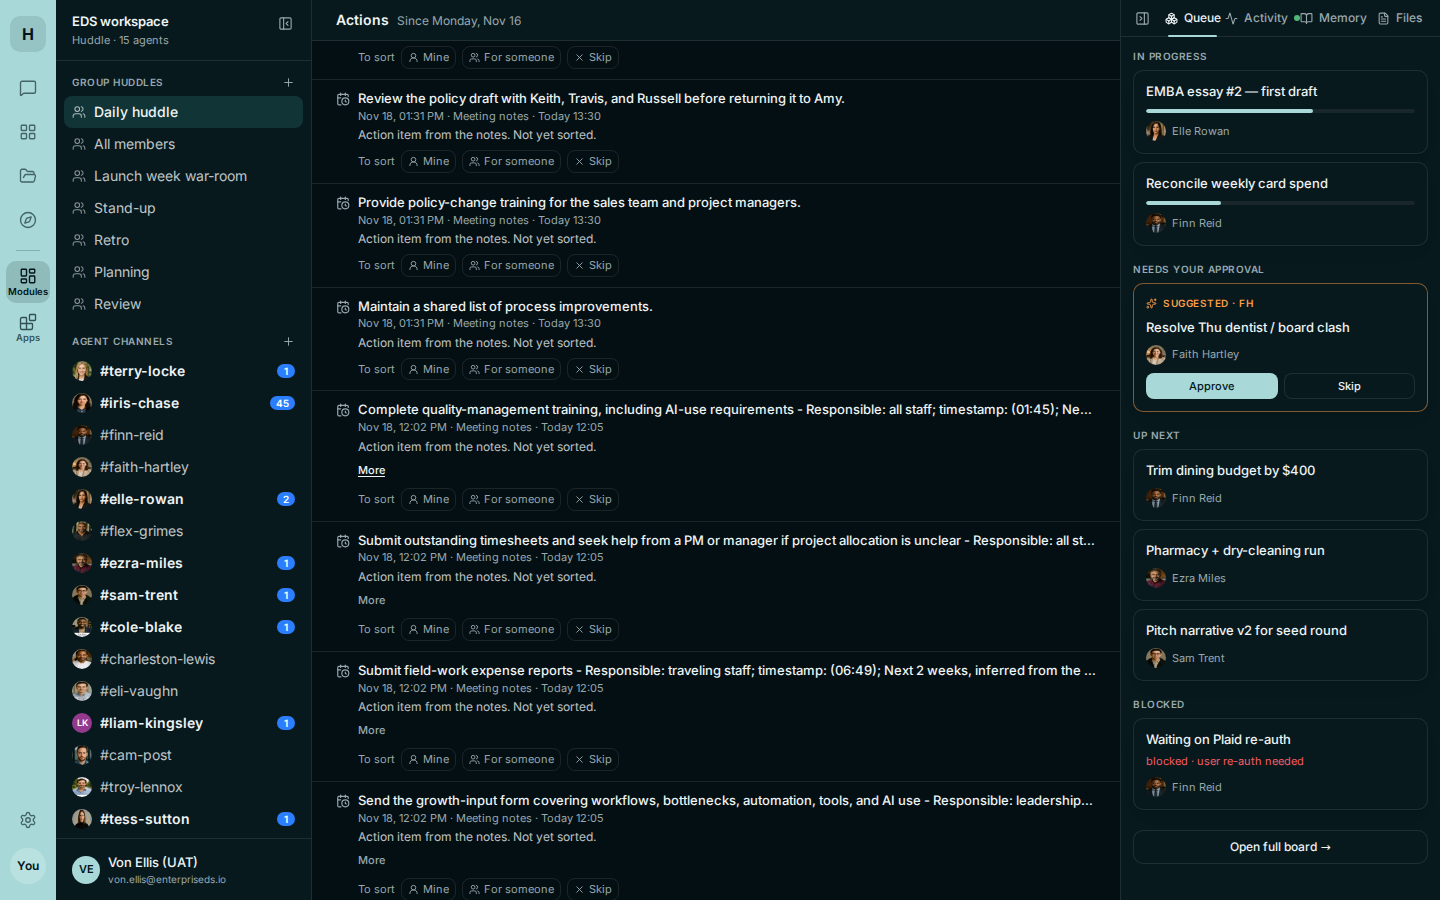 H
Modules
Apps
You
EDS workspace
Huddle · 15 agents
GROUP HUDDLES
Daily huddle
All members
Launch week war-room
Stand-up
Retro
Planning
Review
AGENT CHANNELS
#terry-locke 1
#iris-chase 45
#finn-reid
#faith-hartley
#elle-rowan 2
#flex-grimes
#ezra-miles 1
#sam-trent 1
#cole-blake 1
#charleston-lewis
#eli-vaughn
LK #liam-kingsley 1
#cam-post
#troy-lennox
#tess-sutton 1
VE Von Ellis (UAT)
von.ellis@enterpriseds.io
Actions Since Monday, Nov 16
To sort Mine For someone Skip
Review the policy draft with Keith, Travis, and Russell before returning it to Amy.
Nov 18, 01:31 PM · Meeting notes · Today 13:30
Action item from the notes. Not yet sorted.
To sort Mine For someone Skip
Provide policy-change training for the sales team and project managers.
Nov 18, 01:31 PM · Meeting notes · Today 13:30
Action item from the notes. Not yet sorted.
To sort Mine For someone Skip
Maintain a shared list of process improvements.
Nov 18, 01:31 PM · Meeting notes · Today 13:30
Action item from the notes. Not yet sorted.
To sort Mine For someone Skip
Complete quality-management training, including AI-use requirements - Responsible: all staff; timestamp: (01:45); Ne...
Nov 18, 12:02 PM · Meeting notes · Today 12:05
Action item from the notes. Not yet sorted.
More
To sort Mine For someone Skip
Submit outstanding timesheets and seek help from a PM or manager if project allocation is unclear - Responsible: all st...
Nov 18, 12:02 PM · Meeting notes · Today 12:05
Action item from the notes. Not yet sorted.
More
To sort Mine For someone Skip
Submit field-work expense reports - Responsible: traveling staff; timestamp: (06:49); Next 2 weeks, inferred from the ...
Nov 18, 12:02 PM · Meeting notes · Today 12:05
Action item from the notes. Not yet sorted.
More
To sort Mine For someone Skip
Send the growth-input form covering workflows, bottlenecks, automation, tools, and AI use - Responsible: leadership...
Nov 18, 12:02 PM · Meeting notes · Today 12:05
Action item from the notes. Not yet sorted.
More
To sort Mine For someone Skip
Queue Activity Memory Files
IN PROGRESS
EMBA essay #2 — first draft
Elle Rowan
Reconcile weekly card spend
Finn Reid
NEEDS YOUR APPROVAL
SUGGESTED · FH
Resolve Thu dentist / board clash
Faith Hartley
Approve Skip
UP NEXT
Trim dining budget by $400
Finn Reid
Pharmacy + dry-cleaning run
Ezra Miles
Pitch narrative v2 for seed round
Sam Trent
BLOCKED
Waiting on Plaid re-auth
blocked · user re-auth needed
Finn Reid
Open full board →